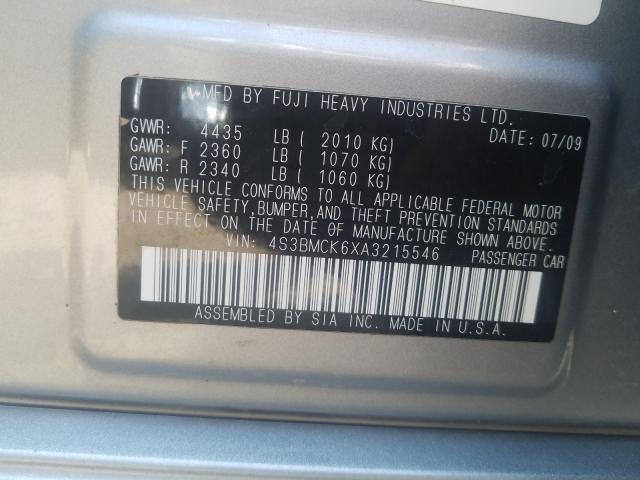 MFD BY FUJI HEAVY INDUSTRIES LTD.
GVWR: 4435 LB ( 2010 KG) DATE: 07/09
GAWR: F 2360 LB ( 1070 KG)
GAWR: R 2340 LB ( 1060 KG)
THIS VEHICLE CONFORMS TO ALL APPLICABLE FEDERAL MOTOR
VEHICLE SAFETY,BUMPER,AND THEFT PREVENTION STANDARDS
IN EFFECT ON THE DATE OF MANUFACTURE SHOWN ABOVE.
VIN: 4S3BMCK6XA3215546 PASSENGER CAR
ASSEMBLED BY SIA INC. MADE IN U.S.A.